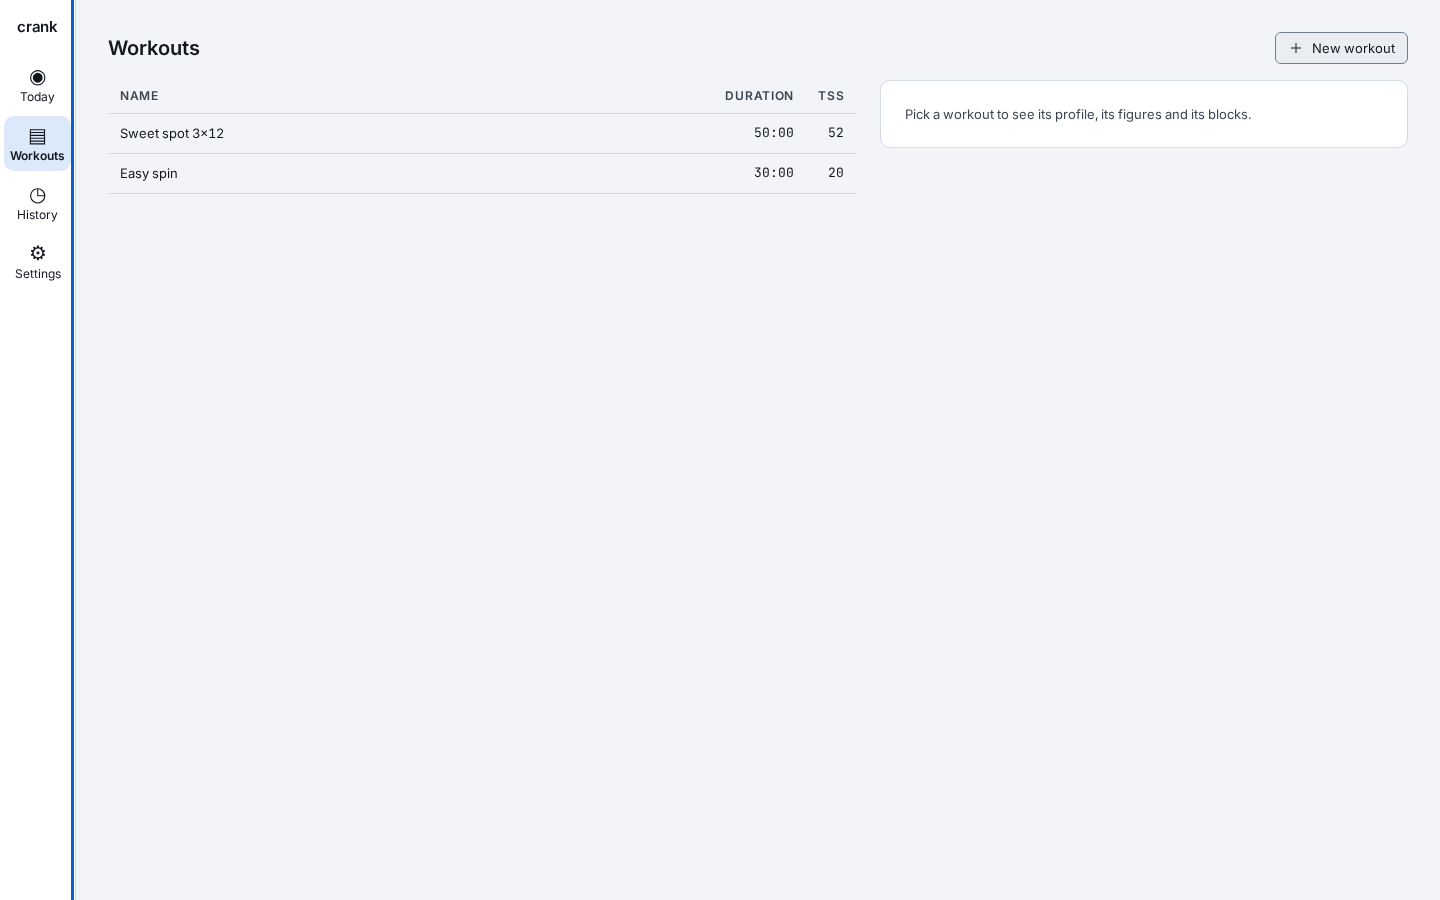 crank
Today
Workouts
History
Settings
Workouts
New workout
NAME DURATION TSS
Sweet spot 3×12 50:00 52
Easy spin 30:00 20
Pick a workout to see its profile, its figures and its blocks.